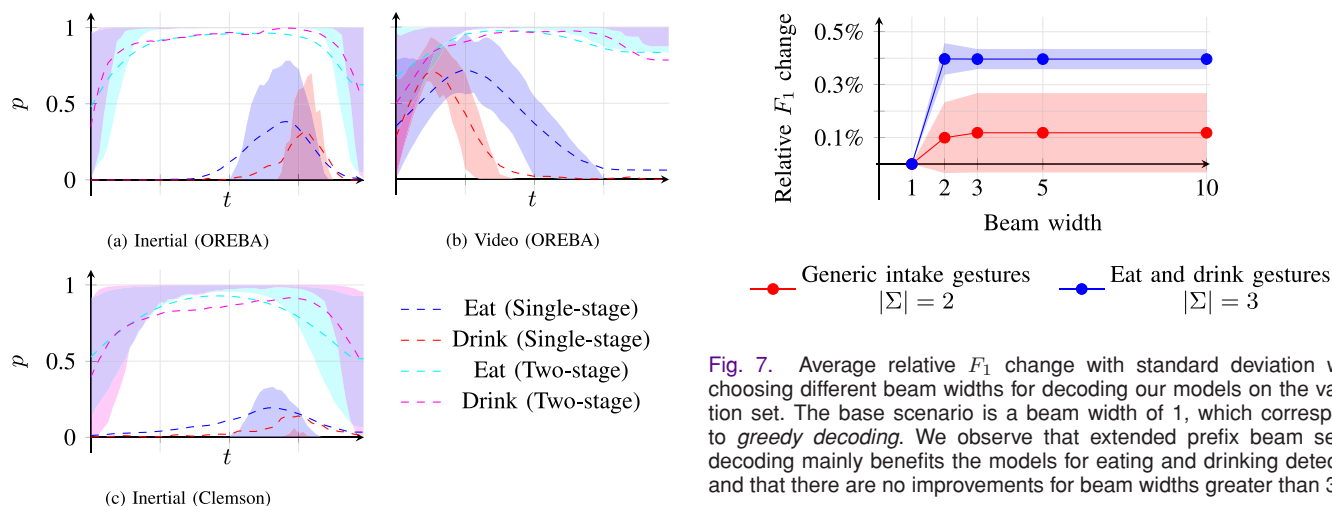 1
0.5
0
p
t
(a) Inertial (OREBA)
t
(b) Video (OREBA)
1
0.5
0
p
t
(c) Inertial (Clemson)
Eat (Single-stage)
Drink (Single-stage)
Eat (Two-stage)
Drink (Two-stage)
0.5%
0.3%
0.1%
Relative F₁ change
1 2 3 5 10
Beam width
Generic intake gestures
|Σ| = 2
Eat and drink gestures
|Σ| = 3
Fig. 7. Average relative F₁ change with standard deviation w
choosing different beam widths for decoding our models on the va
tion set. The base scenario is a beam width of 1, which corresp
to greedy decoding. We observe that extended prefix beam se
decoding mainly benefits the models for eating and drinking detec
and that there are no improvements for beam widths greater than 3